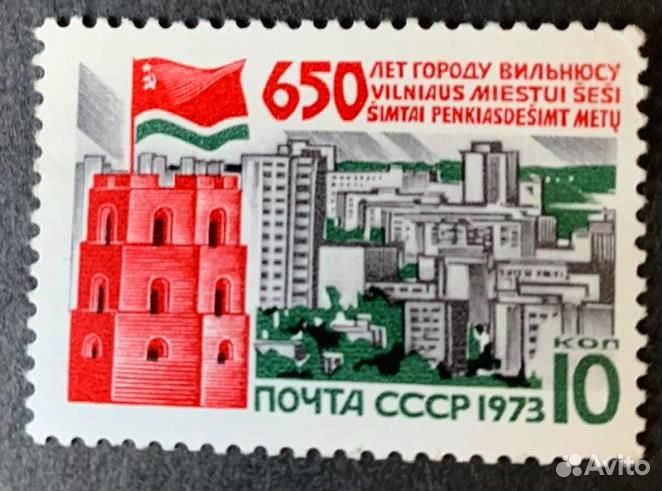 650 ЛЕТ ГОРОДУ ВИЛЬНЮСУ
VILNIAUS MIESTUI ŠEŠI
ŠIMTAI PENKIASDEŠIMT METŲ
КОП
10
ПОЧТА СССР 1973
Avito